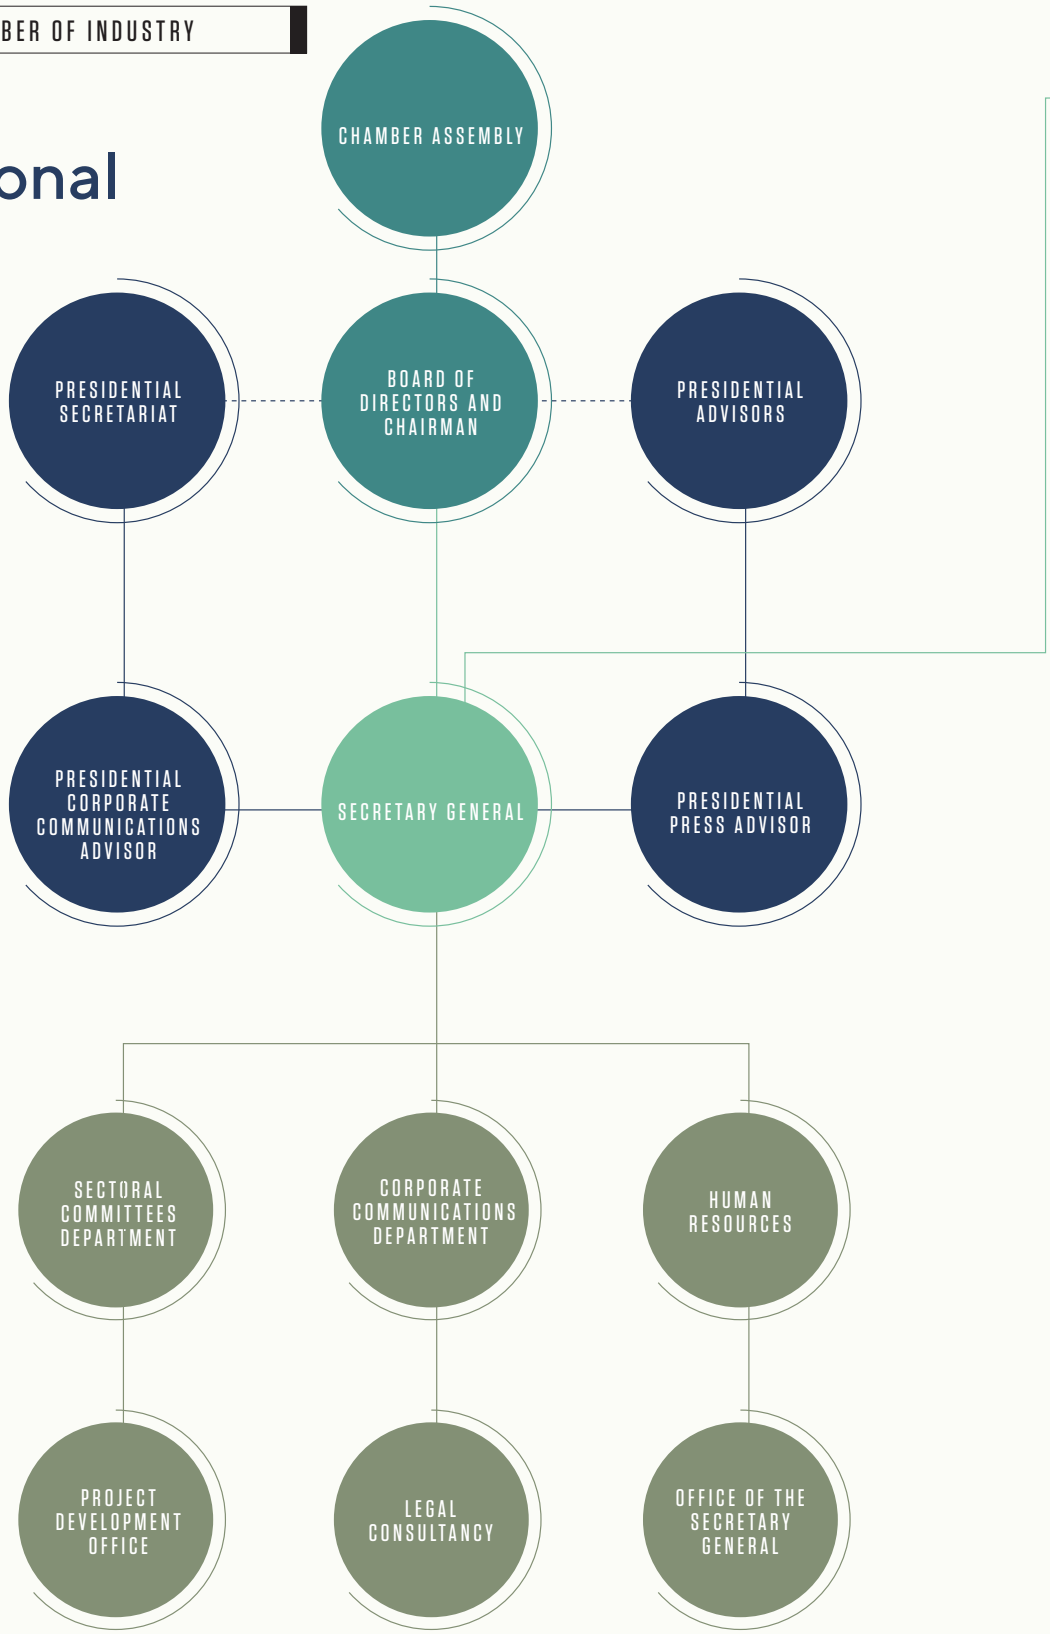 BER OF INDUSTRY
onal
CHAMBER ASSEMBLY
PRESIDENTIAL
SECRETARIAT
BOARD OF
DIRECTORS AND
CHAIRMAN
PRESIDENTIAL
ADVISORS
PRESIDENTIAL
CORPORATE
COMMUNICATIONS
ADVISOR
SECRETARY GENERAL
PRESIDENTIAL
PRESS ADVISOR
SECTORAL
COMMITTEES
DEPARTMENT
CORPORATE
COMMUNICATIONS
DEPARTMENT
HUMAN
RESOURCES
PROJECT
DEVELOPMENT
OFFICE
LEGAL
CONSULTANCY
OFFICE OF THE
SECRETARY
GENERAL